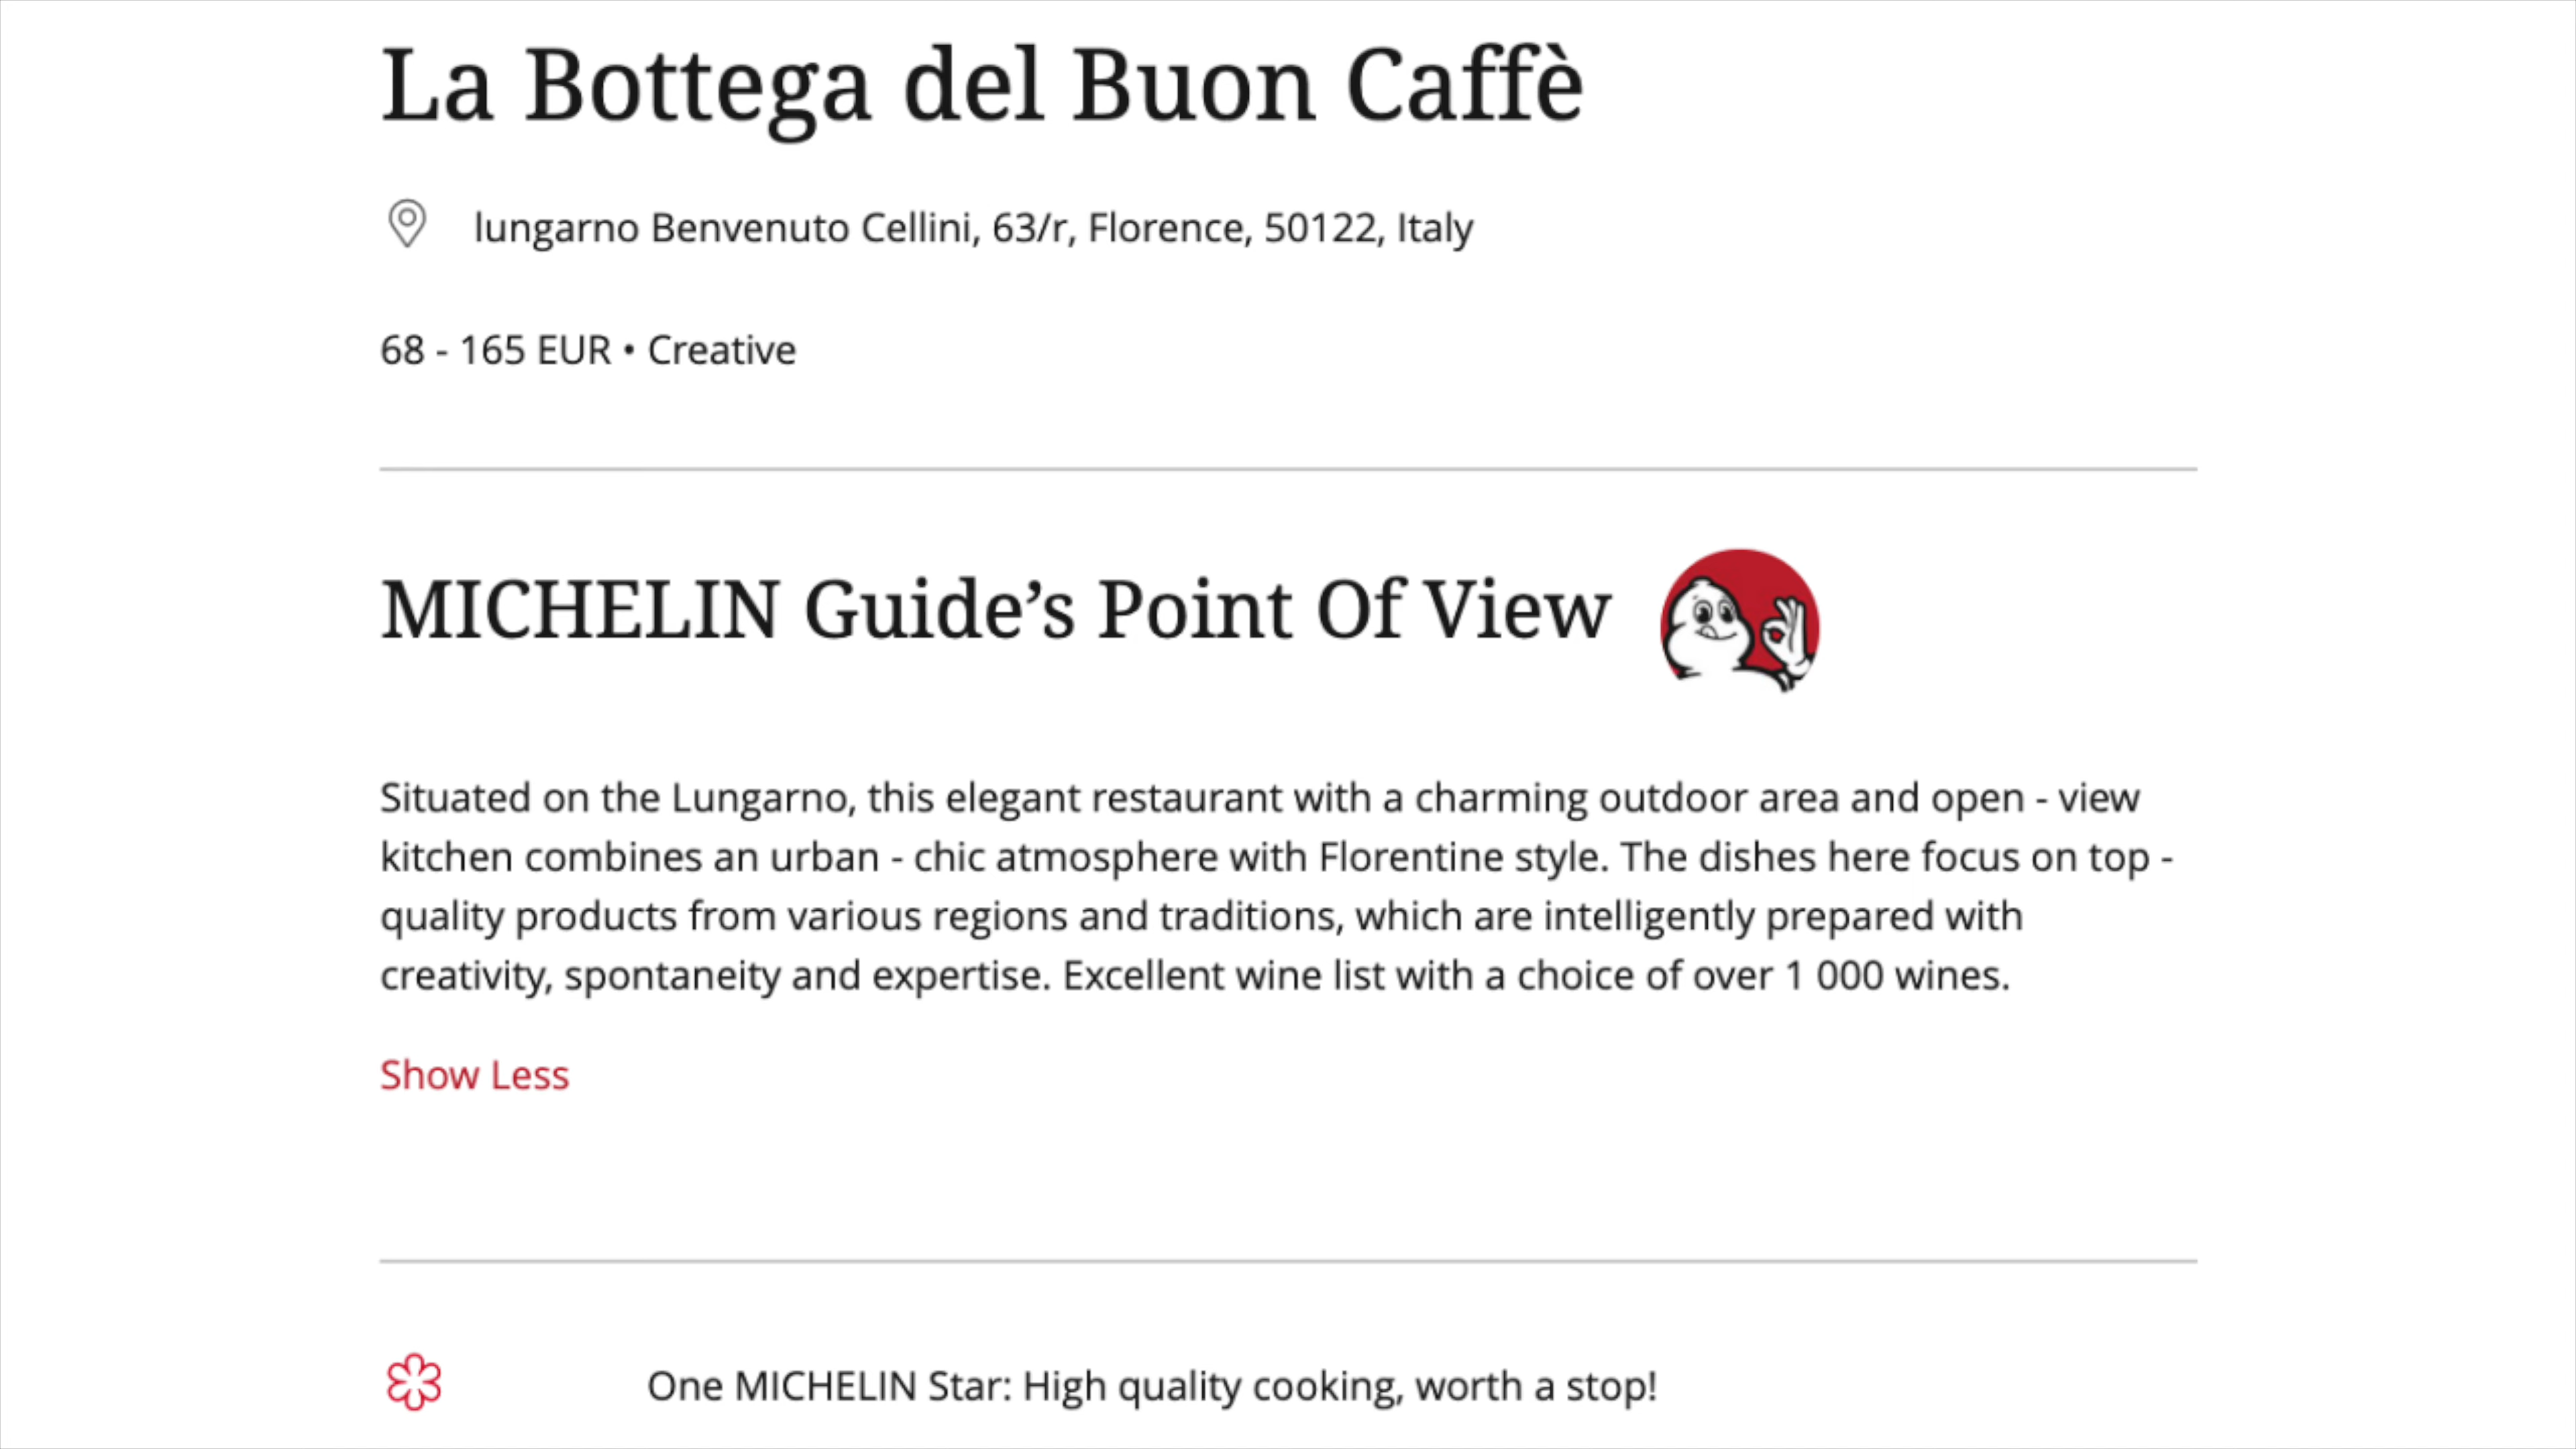 La Bottega del Buon Caffè
lungarno Benvenuto Cellini, 63/r, Florence, 50122, Italy
68 - 165 EUR • Creative
MICHELIN Guide’s Point Of View
Situated on the Lungarno, this elegant restaurant with a charming outdoor area and open - view
kitchen combines an urban - chic atmosphere with Florentine style. The dishes here focus on top -
quality products from various regions and traditions, which are intelligently prepared with
creativity, spontaneity and expertise. Excellent wine list with a choice of over 1 000 wines.
Show Less
One MICHELIN Star: High quality cooking, worth a stop!